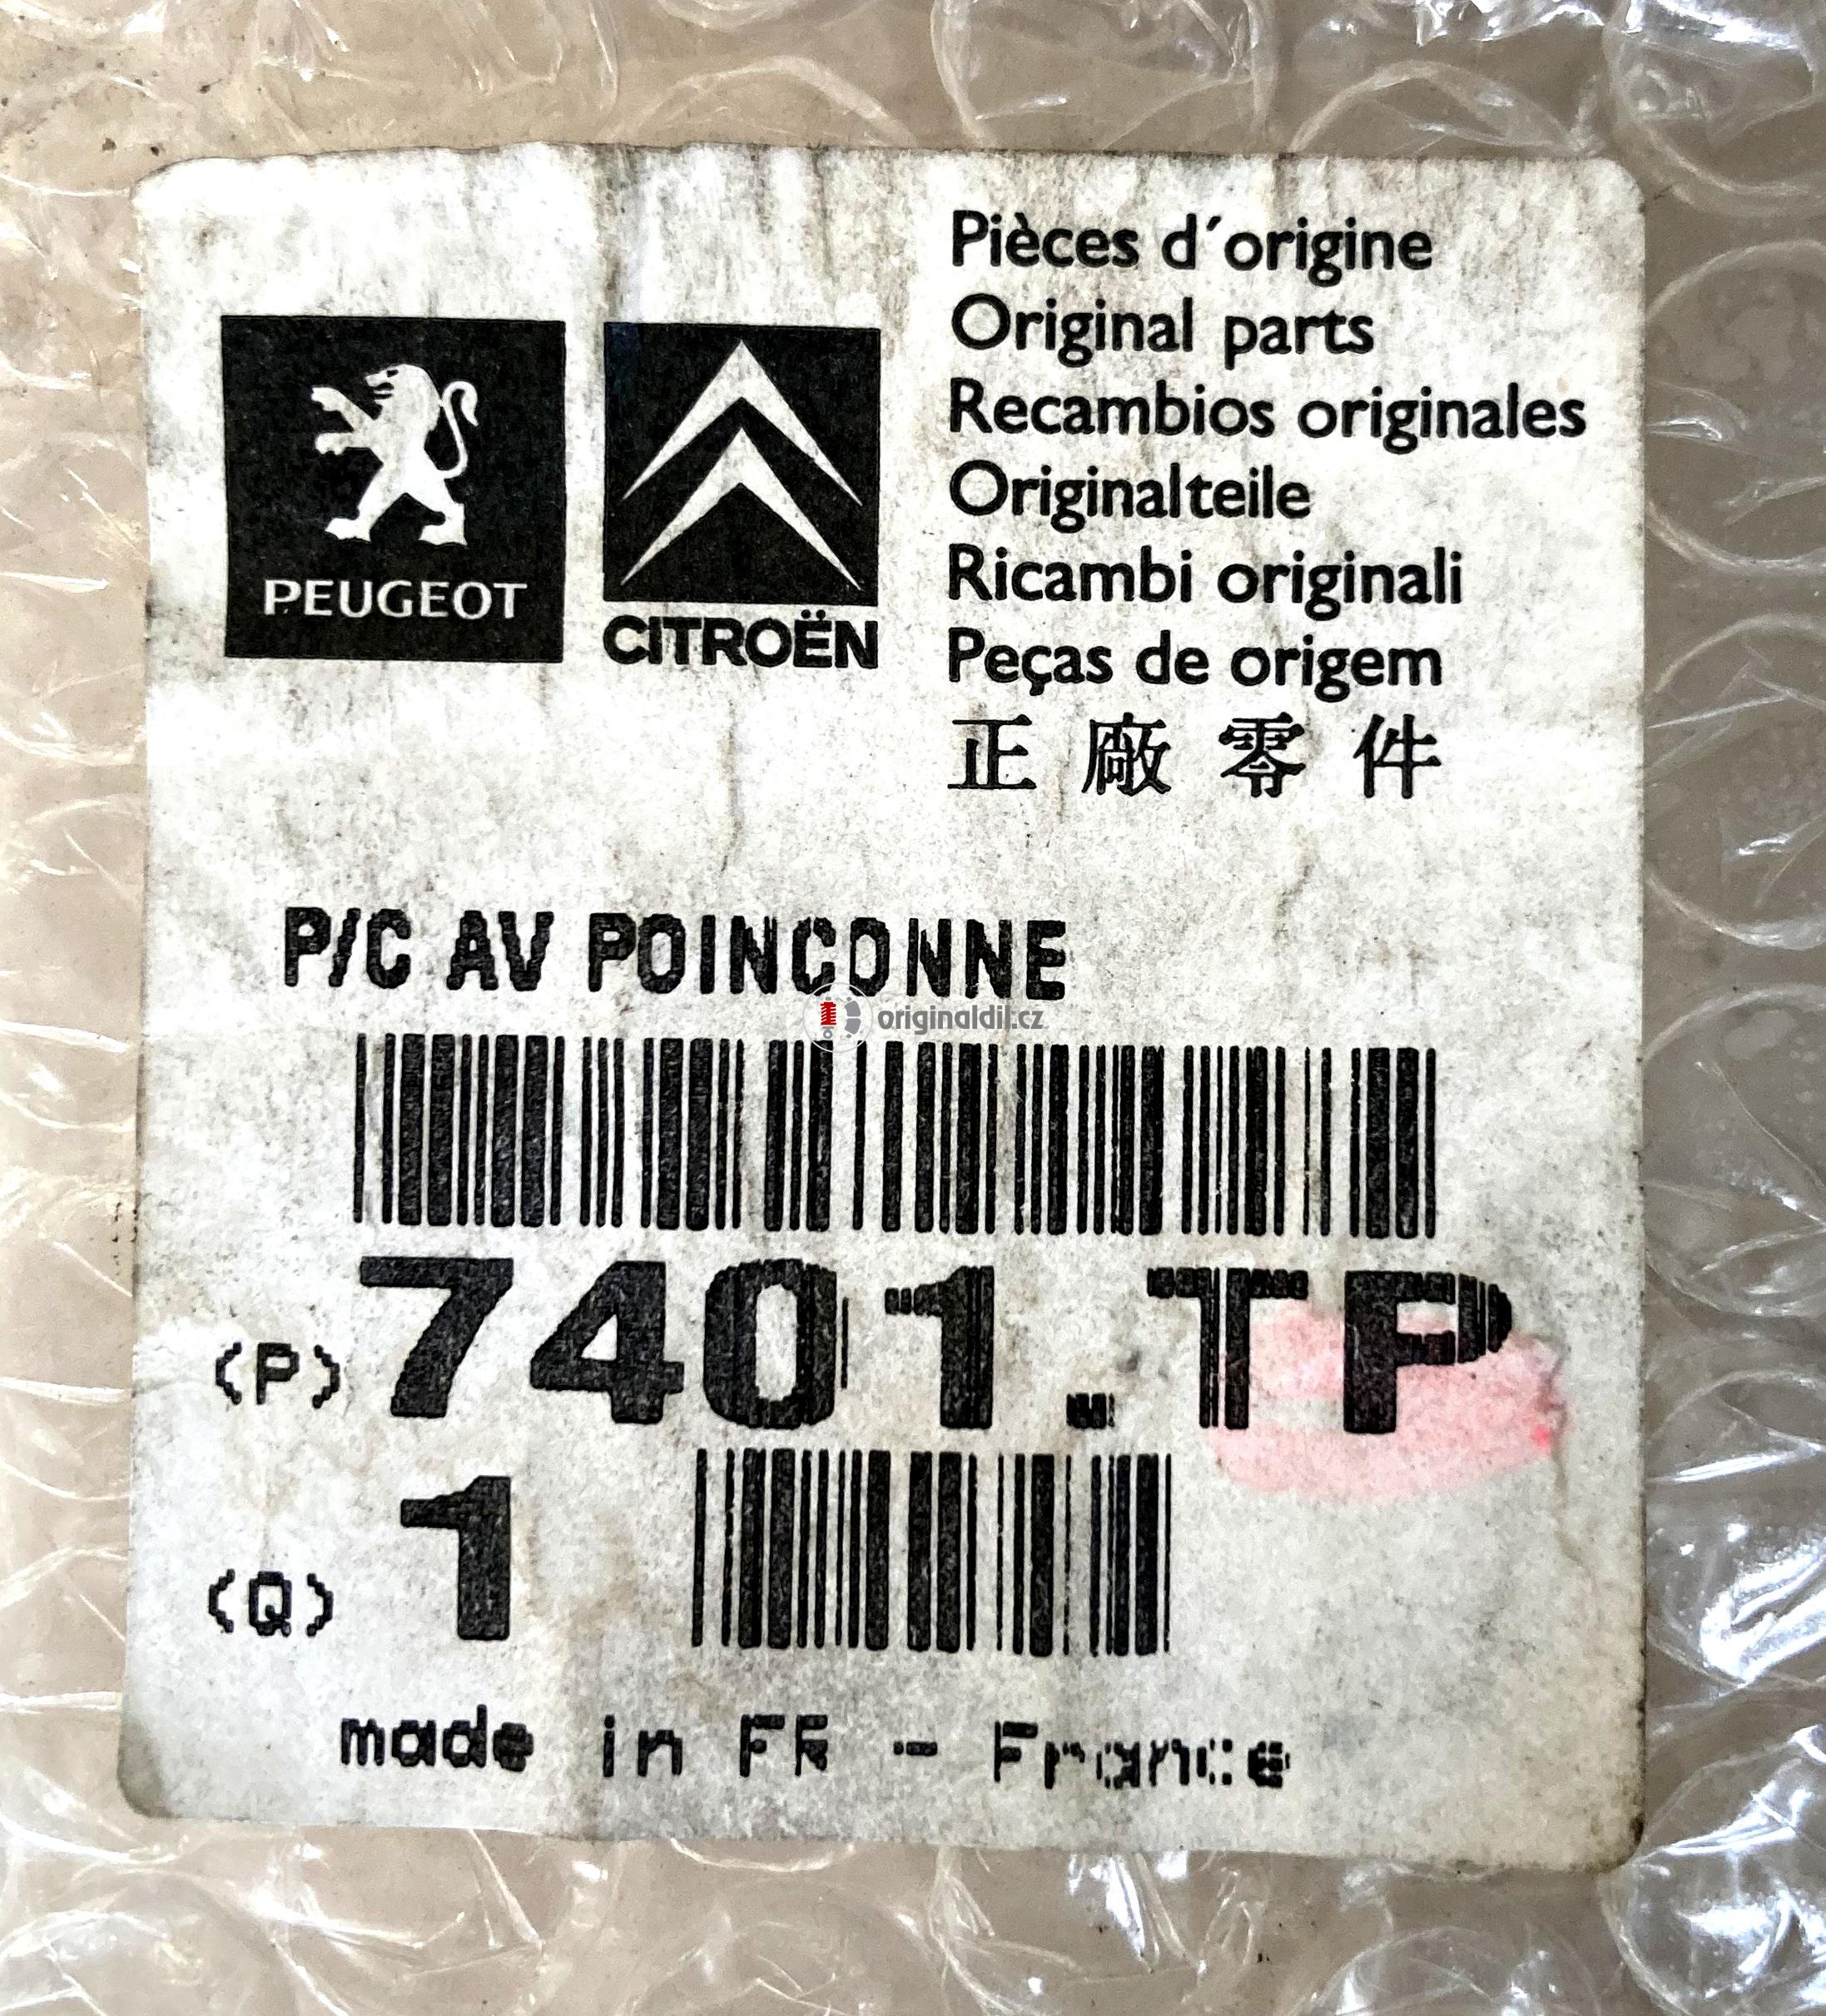 Pièces d'origine
Original parts
Recambios originales
Originalteile
Ricambi originali
Peças de origem
正廠零件
PEUGEOT
CITROËN
P/C AV POINCONNE
originaldil.cz
(P) 7401.TP
(Q) 1
made in FR - France